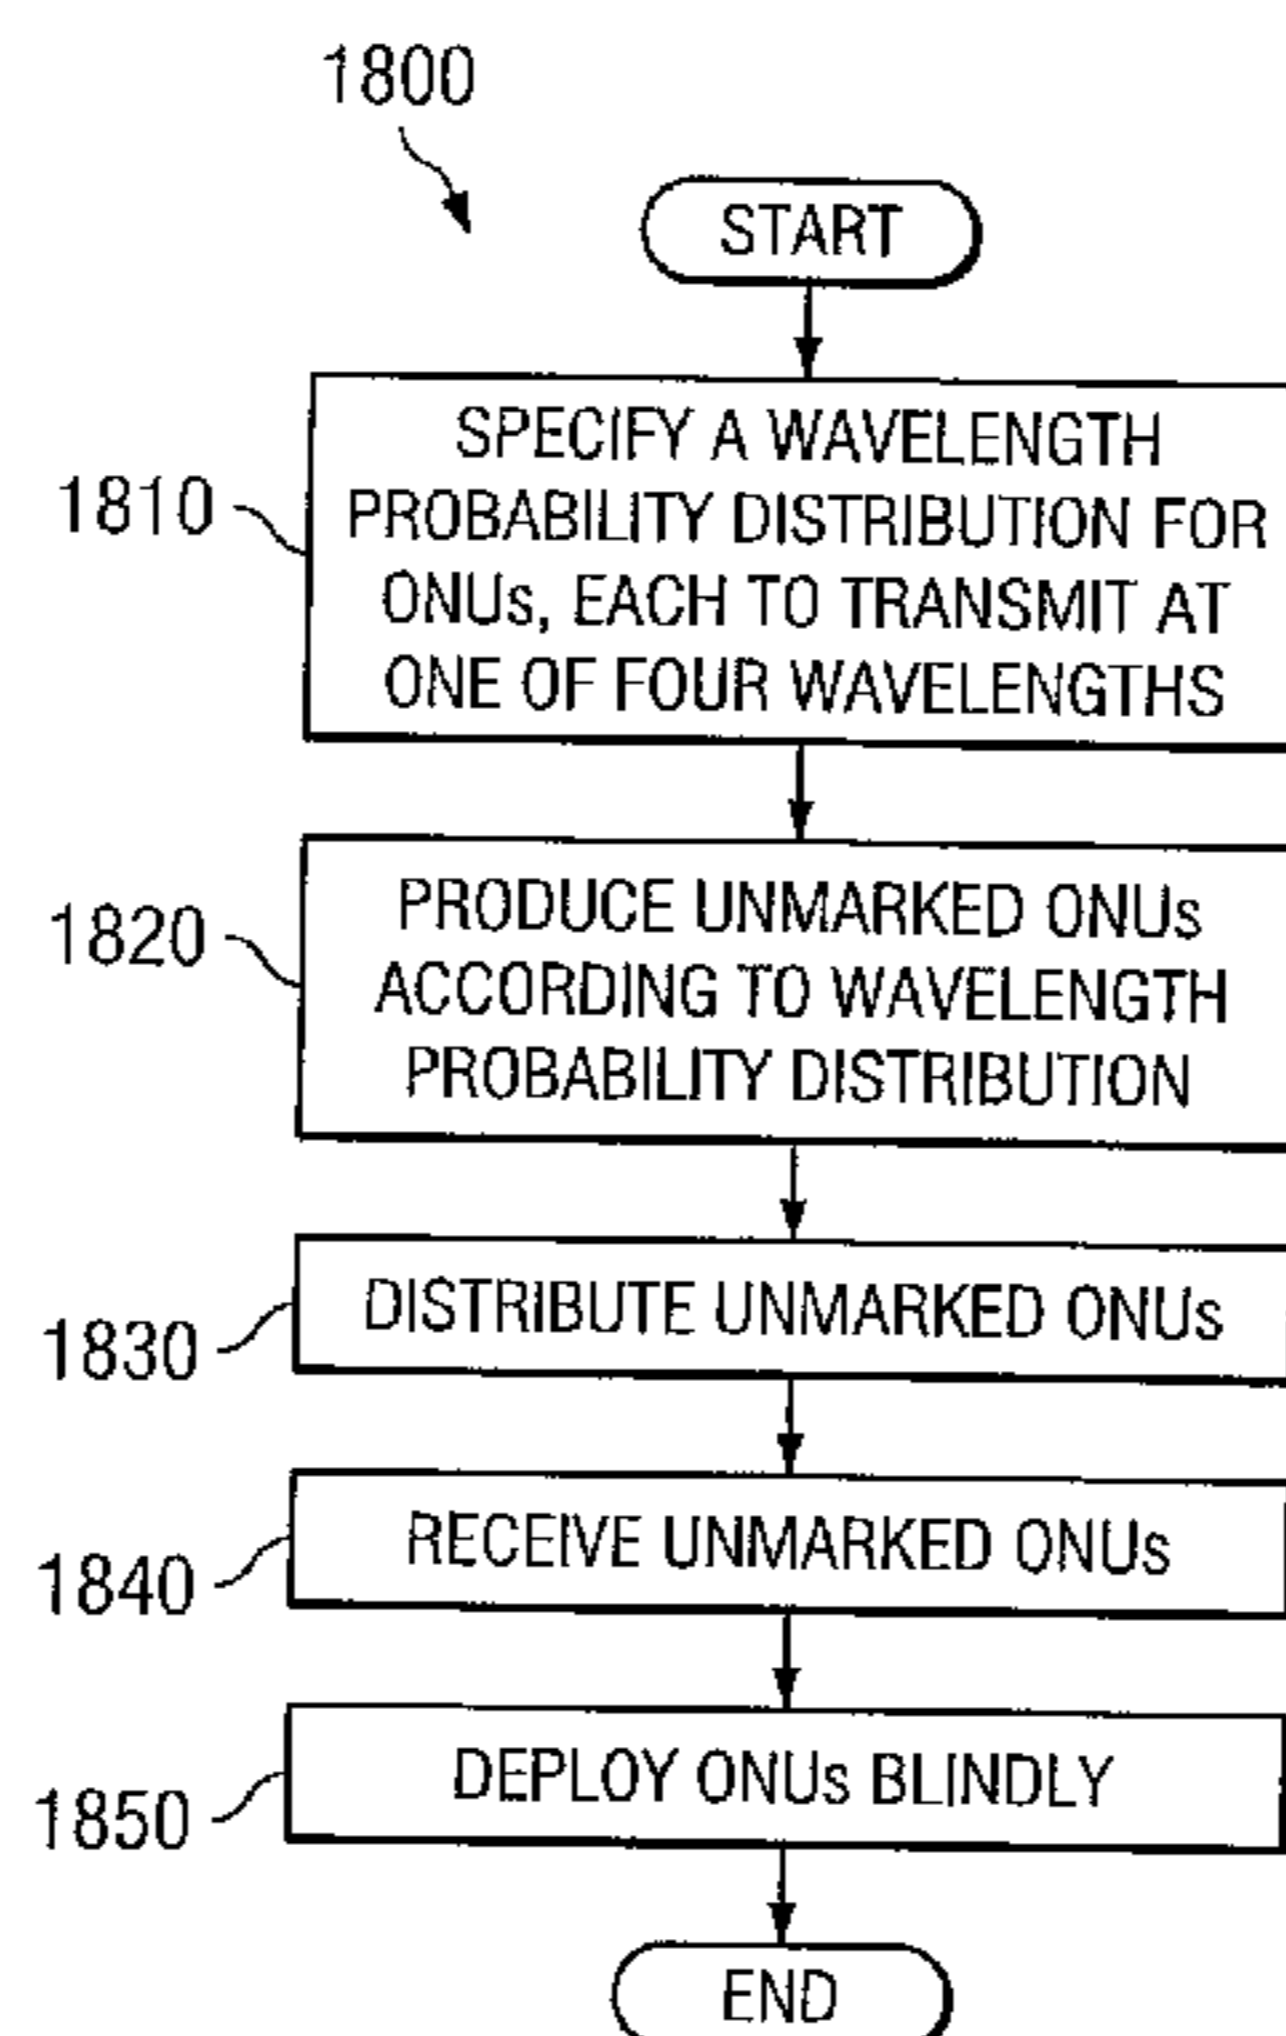 1800
START
1810
SPECIFY A WAVELENGTH
PROBABILITY DISTRIBUTION FOR
ONUs, EACH TO TRANSMIT AT
ONE OF FOUR WAVELENGTHS
1820
PRODUCE UNMARKED ONUs
ACCORDING TO WAVELENGTH
PROBABILITY DISTRIBUTION
1830
DISTRIBUTE UNMARKED ONUs
1840
RECEIVE UNMARKED ONUs
1850
DEPLOY ONUs BLINDLY
END